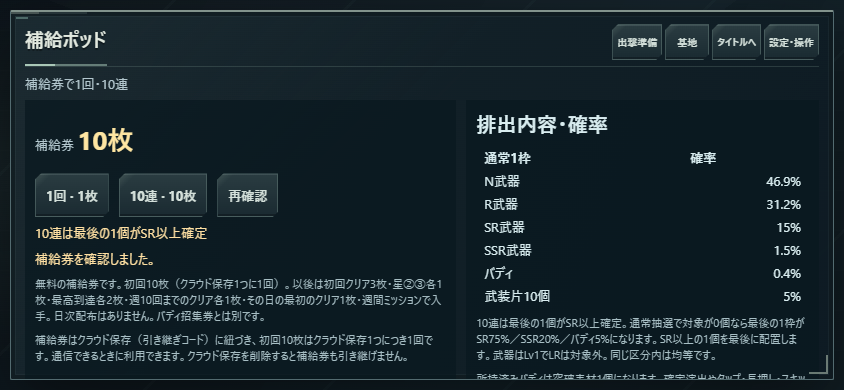 補給ポッド
出撃準備
基地
タイトルへ
設定・操作
補給券で1回・10連
補給券 10枚
1回 - 1枚
10連 - 10枚
再確認
10連は最後の1個がSR以上確定
補給券を確認しました。
無料の補給券です。初回10枚（クラウド保存1つに1回）。以後は初回クリア3枚・星②③各1
枚・最高到達各2枚・週10回までのクリア各1枚・その日の最初のクリア1枚・週間ミッションで入
手。日次配布はありません。バディ招集券とは別です。
補給券はクラウド保存（引き継ぎコード）に紐づき、初回10枚はクラウド保存1つにつき1回で
す。通信できるときに利用できます。クラウド保存を削除すると補給券も引き継げません。
排出内容・確率
通常1枠 確率
N武器 46.9%
R武器 31.2%
SR武器 15%
SSR武器 1.5%
バディ 0.4%
武装片10個 5%
10連は最後の1個がSR以上確定。通常抽選で対象が0個なら最後の1枠が
SR75%／SSR20%／バディ5%になります。SR以上の1個を最後に配置しま
す。武器はLv1でLRは対象外。同じ区分内は均等です。